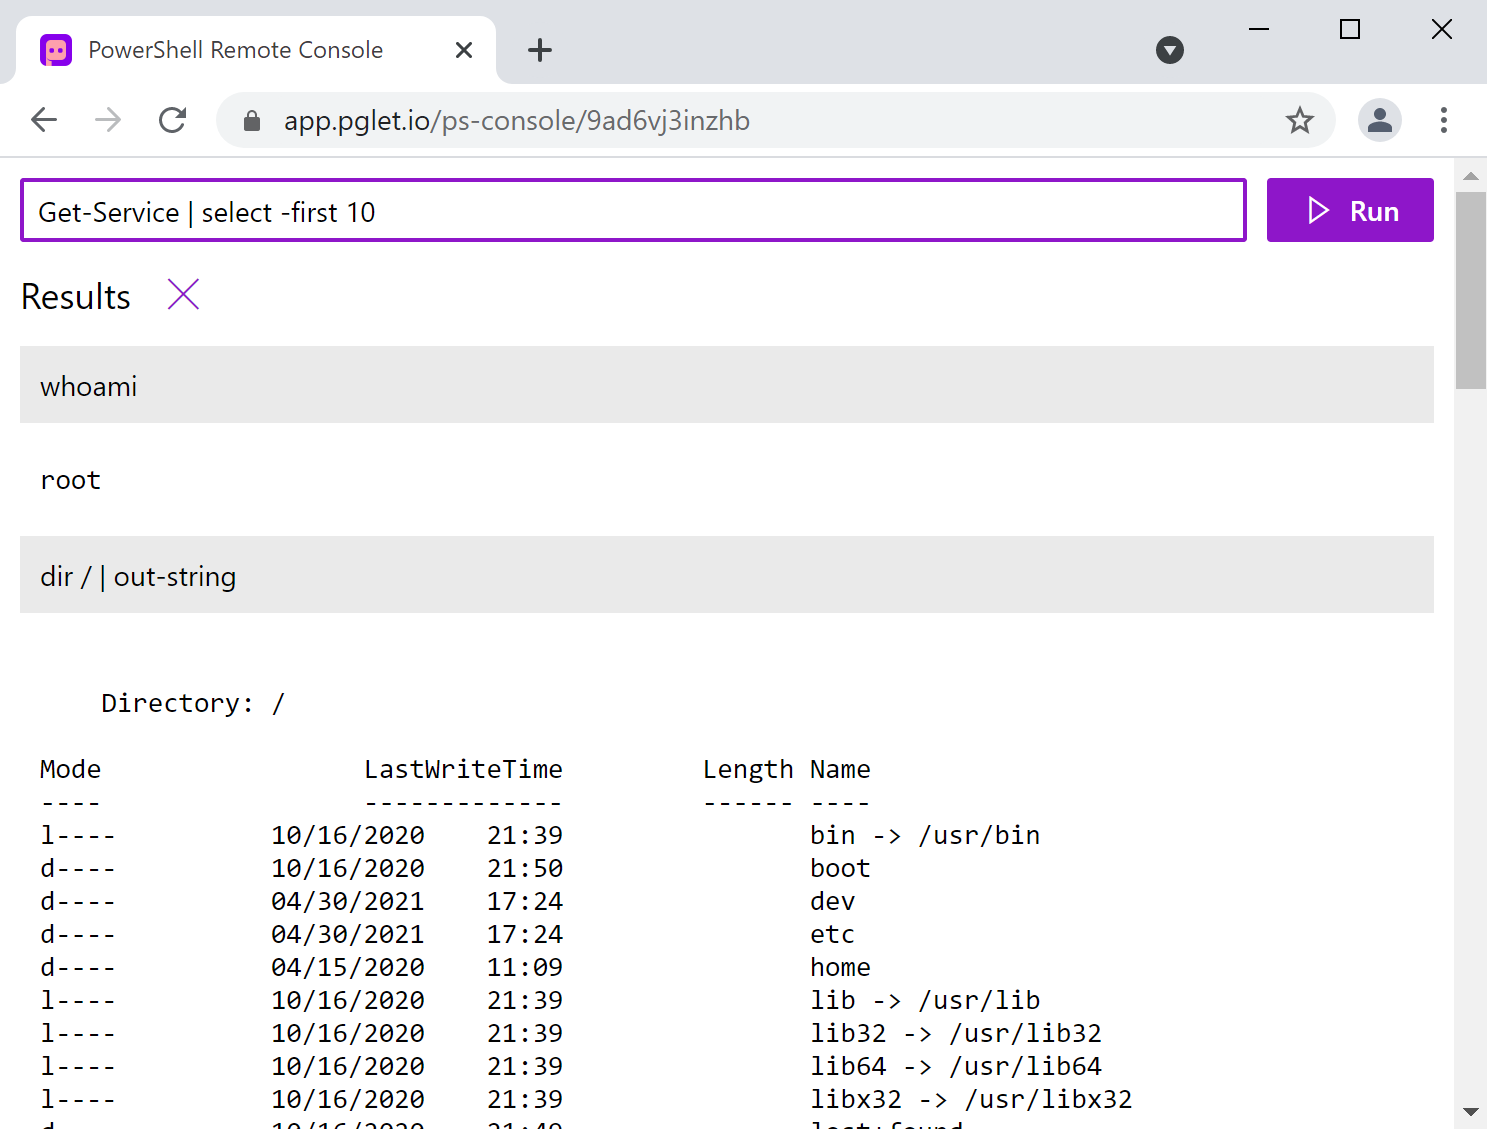 PowerShell Remote Console
app.pglet.io/ps-console/9ad6vj3inzhb
Get-Service | select -first 10
Run
Results
whoami
root
dir / | out-string
Directory: /
Mode LastWriteTime Length Name
---- ------------- ------ ----
l---- 10/16/2020 21:39 bin -> /usr/bin
d---- 10/16/2020 21:50 boot
d---- 04/30/2021 17:24 dev
d---- 04/30/2021 17:24 etc
d---- 04/15/2020 11:09 home
l---- 10/16/2020 21:39 lib -> /usr/lib
l---- 10/16/2020 21:39 lib32 -> /usr/lib32
l---- 10/16/2020 21:39 lib64 -> /usr/lib64
l---- 10/16/2020 21:39 libx32 -> /usr/libx32